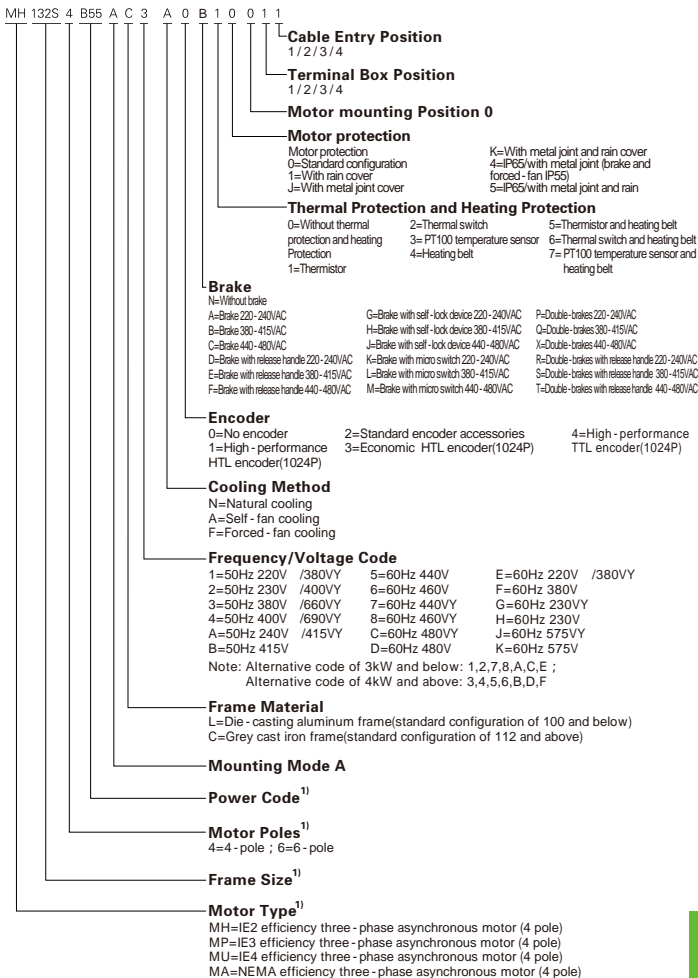 MH 132S 4 B55 A C 3 A 0 B 1 0 0 1 1
Cable Entry Position
1/2/3/4
Terminal Box Position
1/2/3/4
Motor mounting Position 0
Motor protection
Motor protection
0=Standard configuration
1=With rain cover
J=With metal joint cover
K=With metal joint and rain cover
4=IP65/with metal joint (brake and
forced-fan IP55)
5=IP65/with metal joint and rain
Thermal Protection and Heating Protection
0=Without thermal
protection and heating
Protection
1=Thermistor
2=Thermal switch
3= PT100 temperature sensor
4=Heating belt
5=Thermistor and heating belt
6=Thermal switch and heating belt
7= PT100 temperature sensor and
heating belt
Brake
N=Without brake
A=Brake 220-240VAC
B=Brake 380-415VAC
C=Brake 440-480VAC
D=Brake with release handle 220-240VAC
E=Brake with release handle 380-415VAC
F=Brake with release handle 440-480VAC
G=Brake with self-lock device 220-240VAC
H=Brake with self-lock device 380-415VAC
J=Brake with self-lock device 440-480VAC
K=Brake with micro switch 220-240VAC
L=Brake with micro switch 380-415VAC
M=Brake with micro switch 440-480VAC
P=Double-brakes 220-240VAC
Q=Double-brakes 380-415VAC
X=Double-brakes 440-480VAC
R=Double-brakes with release handle 220-240VAC
S=Double-brakes with release handle 380-415VAC
T=Double-brakes with release handle 440-480VAC
Encoder
0=No encoder
1=High-performance
HTL encoder(1024P)
2=Standard encoder accessories
3=Economic HTL encoder(1024P)
4=High-performance
TTL encoder(1024P)
Cooling Method
N=Natural cooling
A=Self-fan cooling
F=Forced-fan cooling
Frequency/Voltage Code
1=50Hz 220V /380VY
2=50Hz 230V /400VY
3=50Hz 380V /660VY
4=50Hz 400V /690VY
A=50Hz 240V /415VY
B=50Hz 415V
5=60Hz 440V
6=60Hz 460V
7=60Hz 440VY
8=60Hz 460VY
C=60Hz 480VY
D=60Hz 480V
E=60Hz 220V /380VY
F=60Hz 380V
G=60Hz 230VY
H=60Hz 230V
J=60Hz 575VY
K=60Hz 575V
Note: Alternative code of 3kW and below: 1,2,7,8,A,C,E ;
Alternative code of 4kW and above: 3,4,5,6,B,D,F
Frame Material
L=Die-casting aluminum frame(standard configuration of 100 and below)
C=Grey cast iron frame(standard configuration of 112 and above)
Mounting Mode A
Power Code1)
Motor Poles1)
4=4-pole ; 6=6-pole
Frame Size1)
Motor Type1)
MH=IE2 efficiency three-phase asynchronous motor (4 pole)
MP=IE3 efficiency three-phase asynchronous motor (4 pole)
MU=IE4 efficiency three-phase asynchronous motor (4 pole)
MA=NEMA efficiency three-phase asynchronous motor (4 pole)